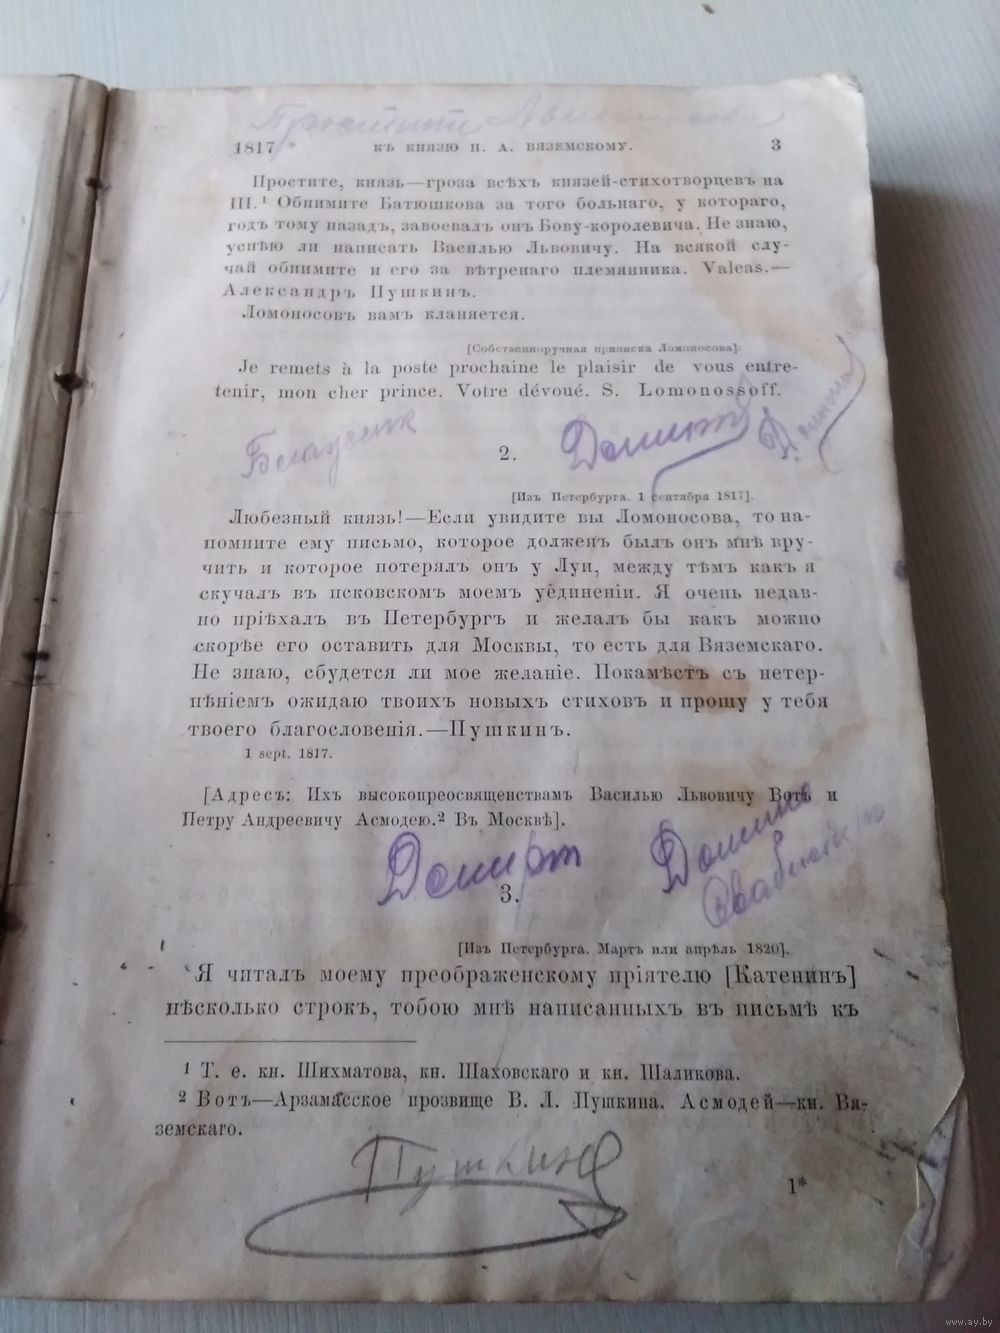 1817
КЪ КНЯЗЮ П. А. ВЯЗЕМСКОМУ.
3
Простите, князь—гроза всѣхъ князей-стихотворцевъ на
Ш.¹ Обнимите Батюшкова за того больнаго, у котораго,
годъ тому назадъ, завоевалъ онъ Бову-королевича. Не знаю,
успѣю ли написать Василью Львовичу. На всякой слу-
чай обнимите и его за вѣтренаго племянника. Valeas.—
Александръ Пушкинъ.
Ломоносовъ вамъ кланяется.
[Собственноручная приписка Ломоносова]:
Je remets à la poste prochaine le plaisir de vous entre-
tenir, mon cher prince. Votre dévoué. S. Lomonossoff.
2.
[Изъ Петербурга. 1 сентября 1817].
Любезный князь!—Если увидите вы Ломоносова, то на-
помните ему письмо, которое долженъ былъ онъ мнѣ вру-
чить и которое потерялъ онъ у Луи, между тѣмъ какъ я
скучалъ въ псковскомъ моемъ уединеніи. Я очень недав-
но пріѣхалъ въ Петербургъ и желалъ бы какъ можно
скорѣе его оставить для Москвы, то есть для Вяземскаго.
Не знаю, сбудется ли мое желаніе. Покамѣстъ съ нетер-
пѣніемъ ожидаю твоихъ новыхъ стиховъ и прошу у тебя
твоего благословенія.—Пушкинъ.
1 sept. 1817.
[Адресъ: Ихъ высокопреосвященствамъ Василью Львовичу Вотъ и
Петру Андреевичу Асмодею.² Въ Москвѣ].
Домино
3.
[Изъ Петербурга. Мартъ или апрѣль 1820].
Я читалъ моему преображенскому пріятелю [Катенинъ]
нѣсколько строкъ, тобою мнѣ написанныхъ въ письмѣ къ
¹ Т. е. кн. Шихматова, кн. Шаховскаго и кн. Шаликова.
² Вотъ—Арзамасское прозвище В. Л. Пушкина. Асмодей—кн. Вя-
земскаго.
Пушкин
1*
www.ay.by